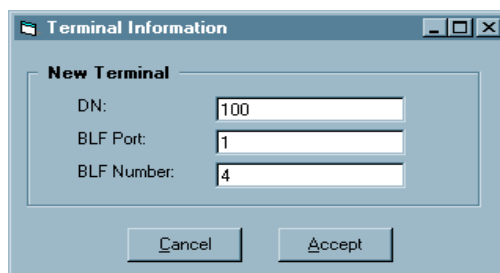 Terminal Information
New Terminal
DN: 100
BLF Port: 1
BLF Number: 4
Cancel Accept